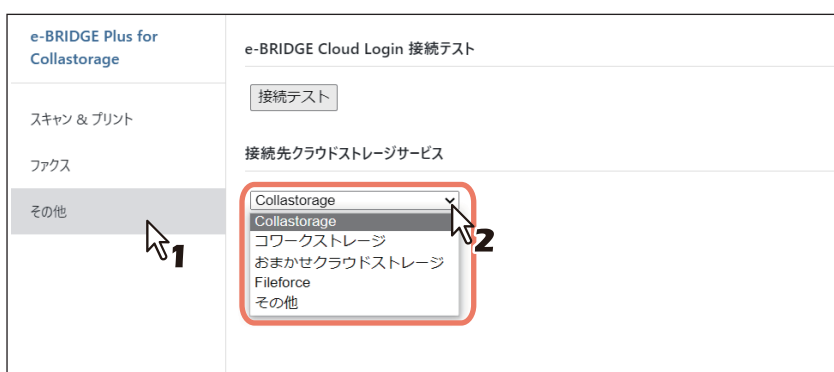 e-BRIDGE Plus for
Collastorage
スキャン & プリント
ファクス
その他
1
e-BRIDGE Cloud Login 接続テスト
接続テスト
接続先クラウドストレージサービス
Collastorage
Collastorage
コワークストレージ
おまかせクラウドストレージ
Fileforce
その他
2